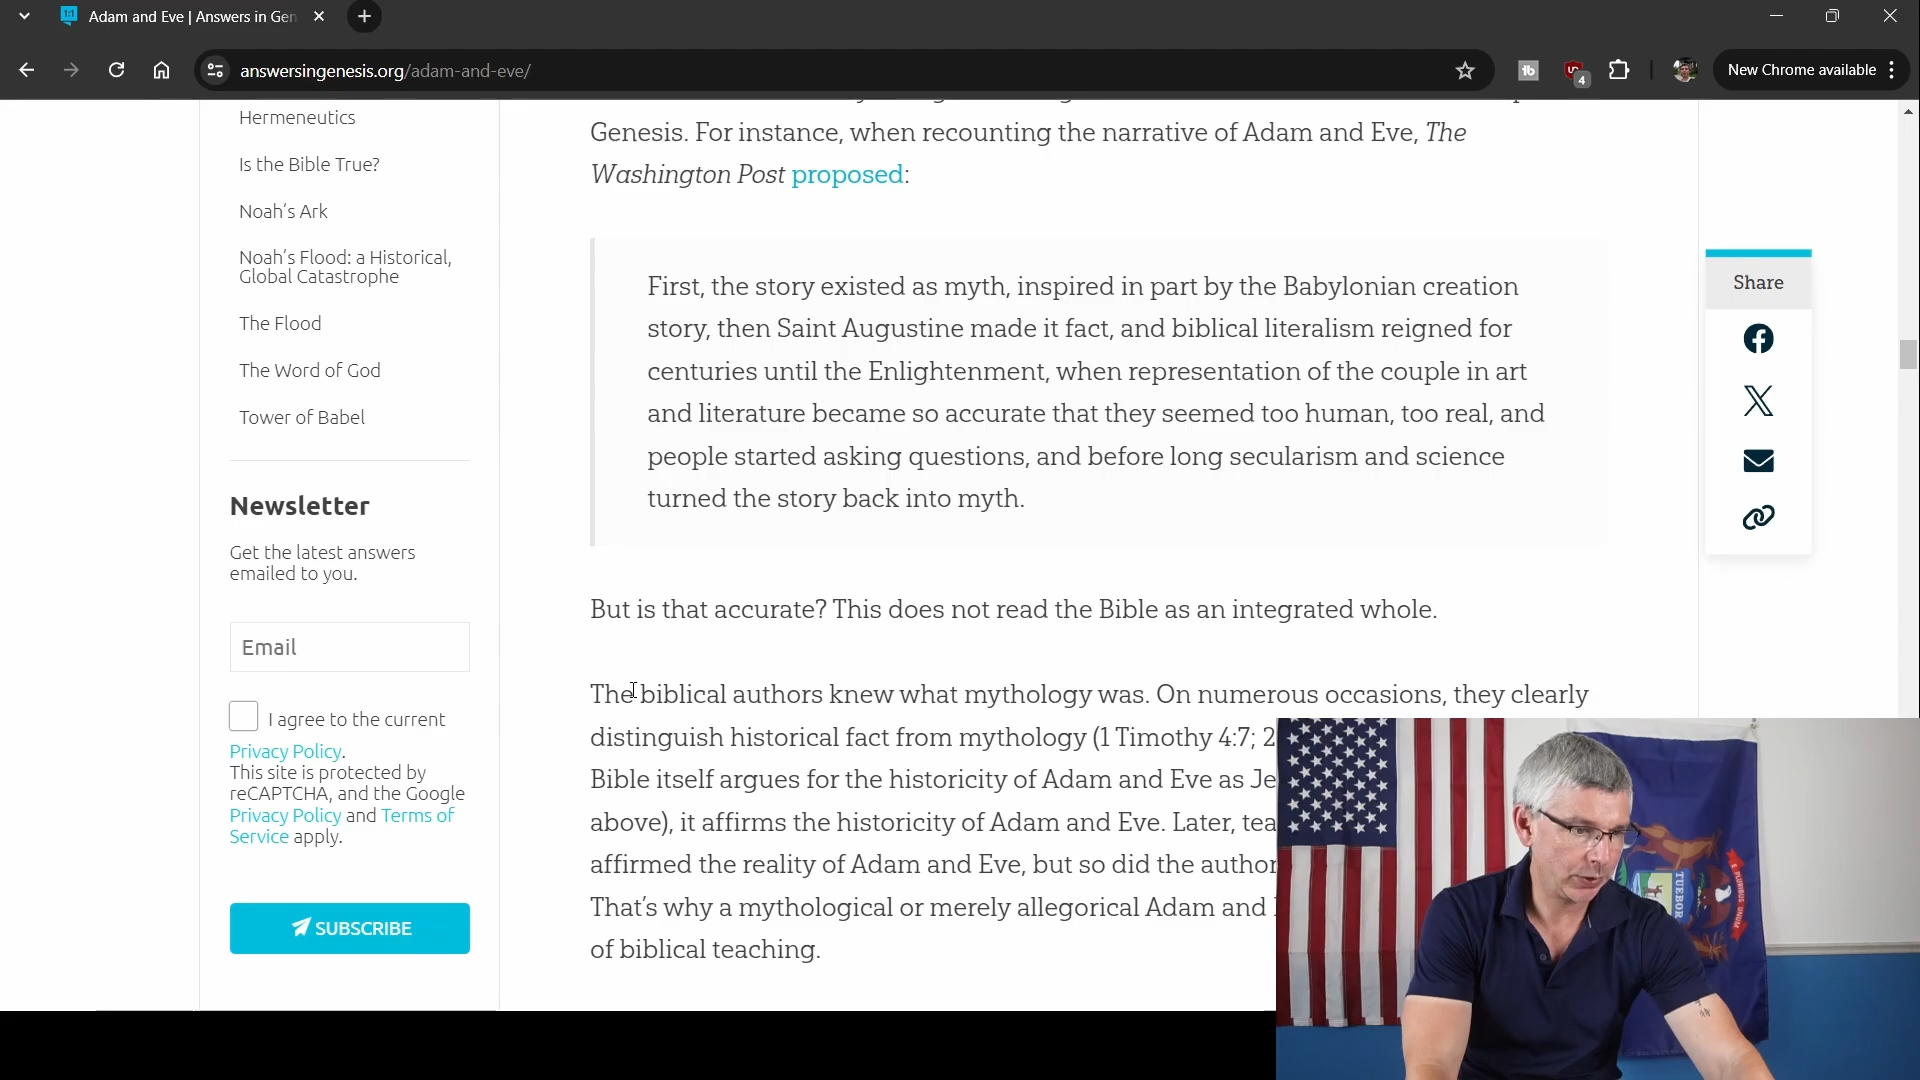 Adam and Eve | Answers in Gen
answersingenesis.org/adam-and-eve/
4
New Chrome available
Hermeneutics
Is the Bible True?
Noah's Ark
Noah's Flood: a Historical,
Global Catastrophe
The Flood
The Word of God
Tower of Babel
Newsletter
Get the latest answers
emailed to you.
Email
I agree to the current
Privacy Policy.
This site is protected by
reCAPTCHA, and the Google
Privacy Policy and Terms of
Service apply.
SUBSCRIBE
Genesis. For instance, when recounting the narrative of Adam and Eve, The
Washington Post proposed:
First, the story existed as myth, inspired in part by the Babylonian creation
story, then Saint Augustine made it fact, and biblical literalism reigned for
centuries until the Enlightenment, when representation of the couple in art
and literature became so accurate that they seemed too human, too real, and
people started asking questions, and before long secularism and science
turned the story back into myth.
But is that accurate? This does not read the Bible as an integrated whole.
The biblical authors knew what mythology was. On numerous occasions, they clearly
distinguish historical fact from mythology (1 Timothy 4:7; 2
Bible itself argues for the historicity of Adam and Eve as Je
above), it affirms the historicity of Adam and Eve. Later, tea
affirmed the reality of Adam and Eve, but so did the author
That's why a mythological or merely allegorical Adam and
of biblical teaching.
Share
TUEBOR
E PLURIBUS UNUM